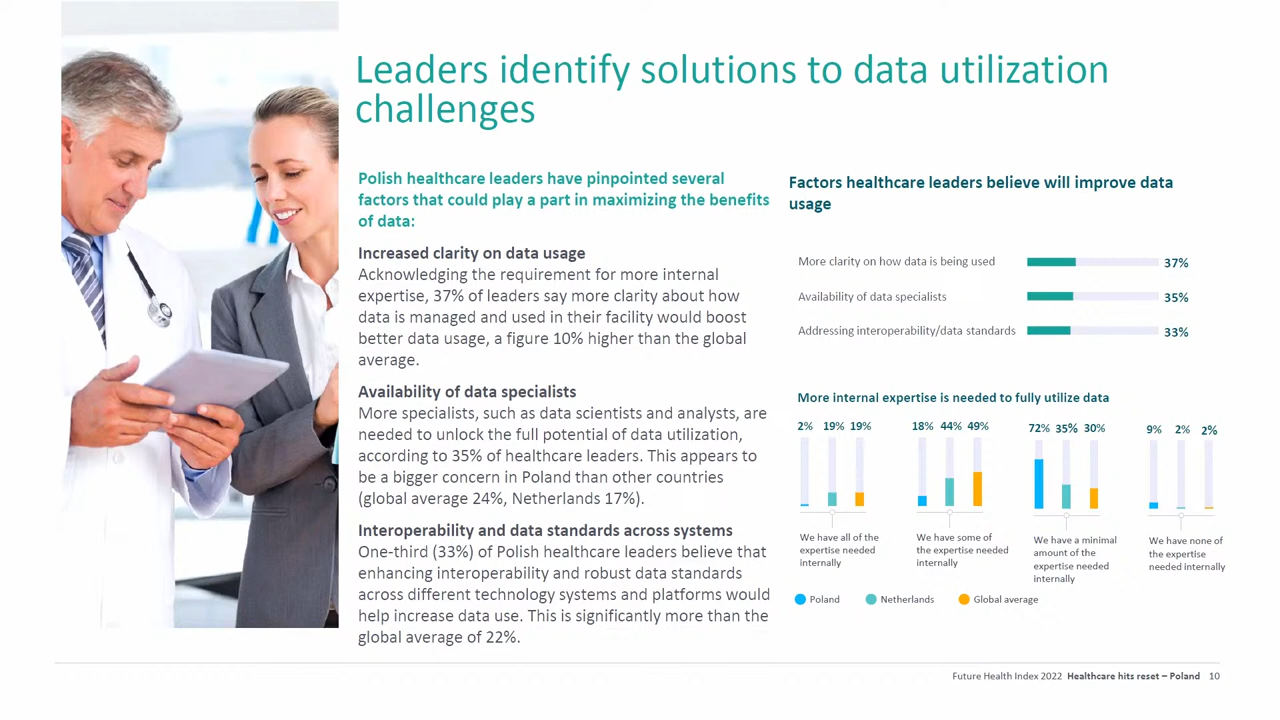 Leaders identify solutions to data utilization
challenges
Polish healthcare leaders have pinpointed several
factors that could play a part in maximizing the benefits
of data:
Increased clarity on data usage
Acknowledging the requirement for more internal
expertise, 37% of leaders say more clarity about how
data is managed and used in their facility would boost
better data usage, a figure 10% higher than the global
average.
Availability of data specialists
More specialists, such as data scientists and analysts, are
needed to unlock the full potential of data utilization,
according to 35% of healthcare leaders. This appears to
be a bigger concern in Poland than other countries
(global average 24%, Netherlands 17%).
Interoperability and data standards across systems
One-third (33%) of Polish healthcare leaders believe that
enhancing interoperability and robust data standards
across different technology systems and platforms would
help increase data use. This is significantly more than the
global average of 22%.
Factors healthcare leaders believe will improve data
usage
More clarity on how data is being used 37%
Availability of data specialists 35%
Addressing interoperability/data standards 33%
More internal expertise is needed to fully utilize data
2% 19% 19%
We have all of the
expertise needed
internally
18% 44% 49%
We have some of
the expertise needed
internally
72% 35% 30%
We have a minimal
amount of the
expertise needed
internally
9% 2% 2%
We have none of
the expertise
needed internally
Poland Netherlands Global average
Future Health Index 2022 Healthcare hits reset – Poland 10